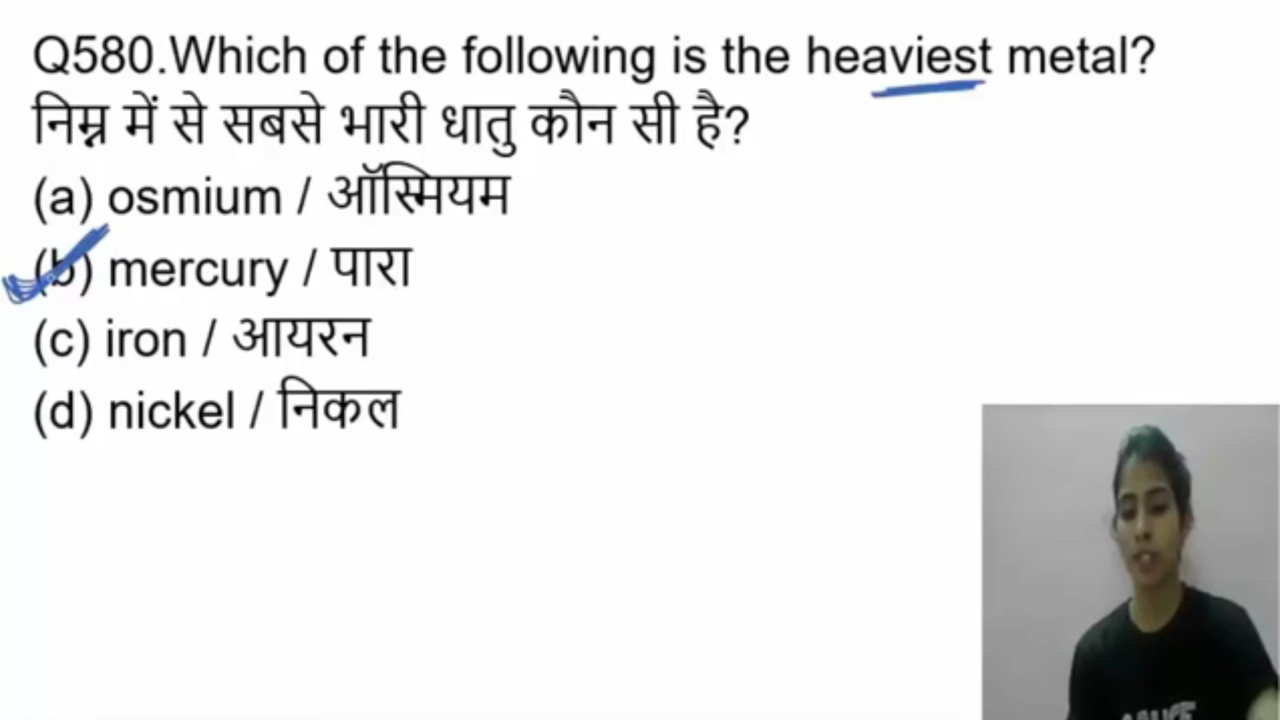 Q580.Which of the following is the heaviest metal?
निम्न में से सबसे भारी धातु कौन सी है?
(a) osmium / ऑस्मियम
(b) mercury / पारा
(c) iron / आयरन
(d) nickel / निकल